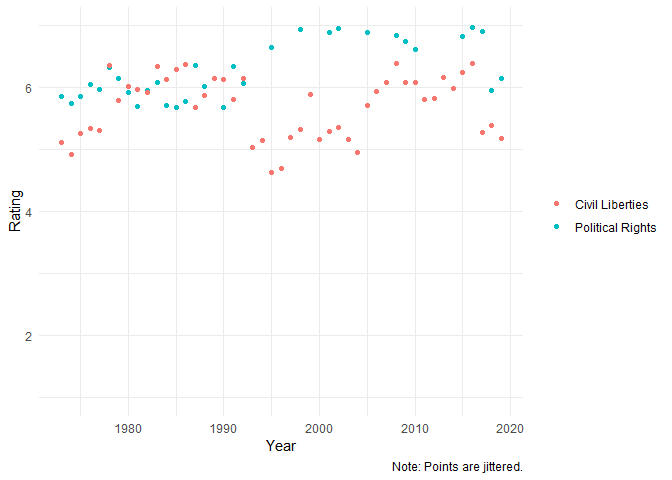 6
4
2
Rating
1980
1990
2000
2010
2020
Year
Civil Liberties
Political Rights
Note: Points are jittered.